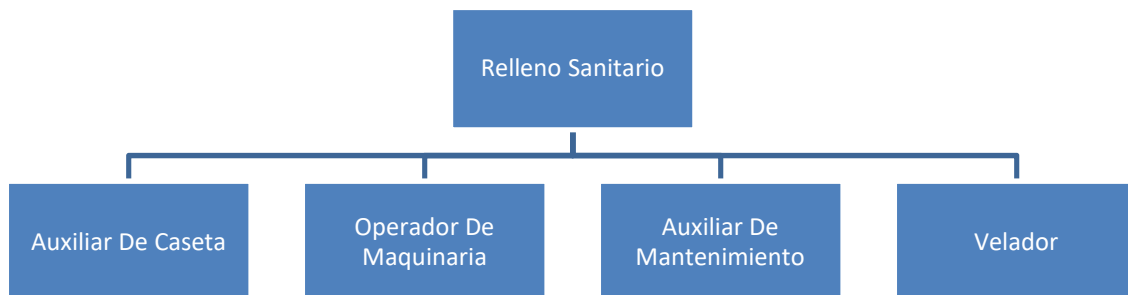 Relleno Sanitario
Auxiliar De Caseta
Operador De
Maquinaria
Auxiliar De
Mantenimiento
Velador